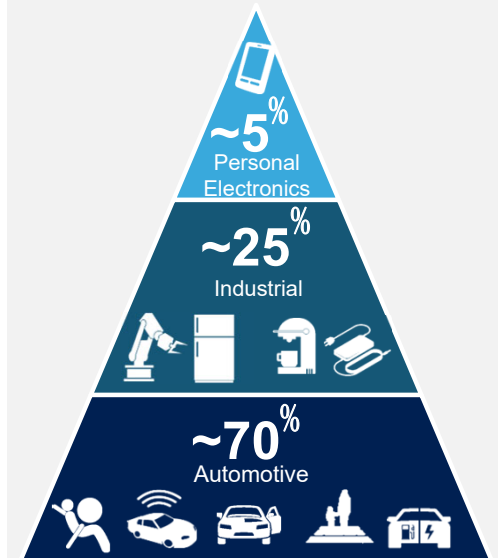 ~5%
Personal
Electronics
~25%
Industrial
~70%
Automotive